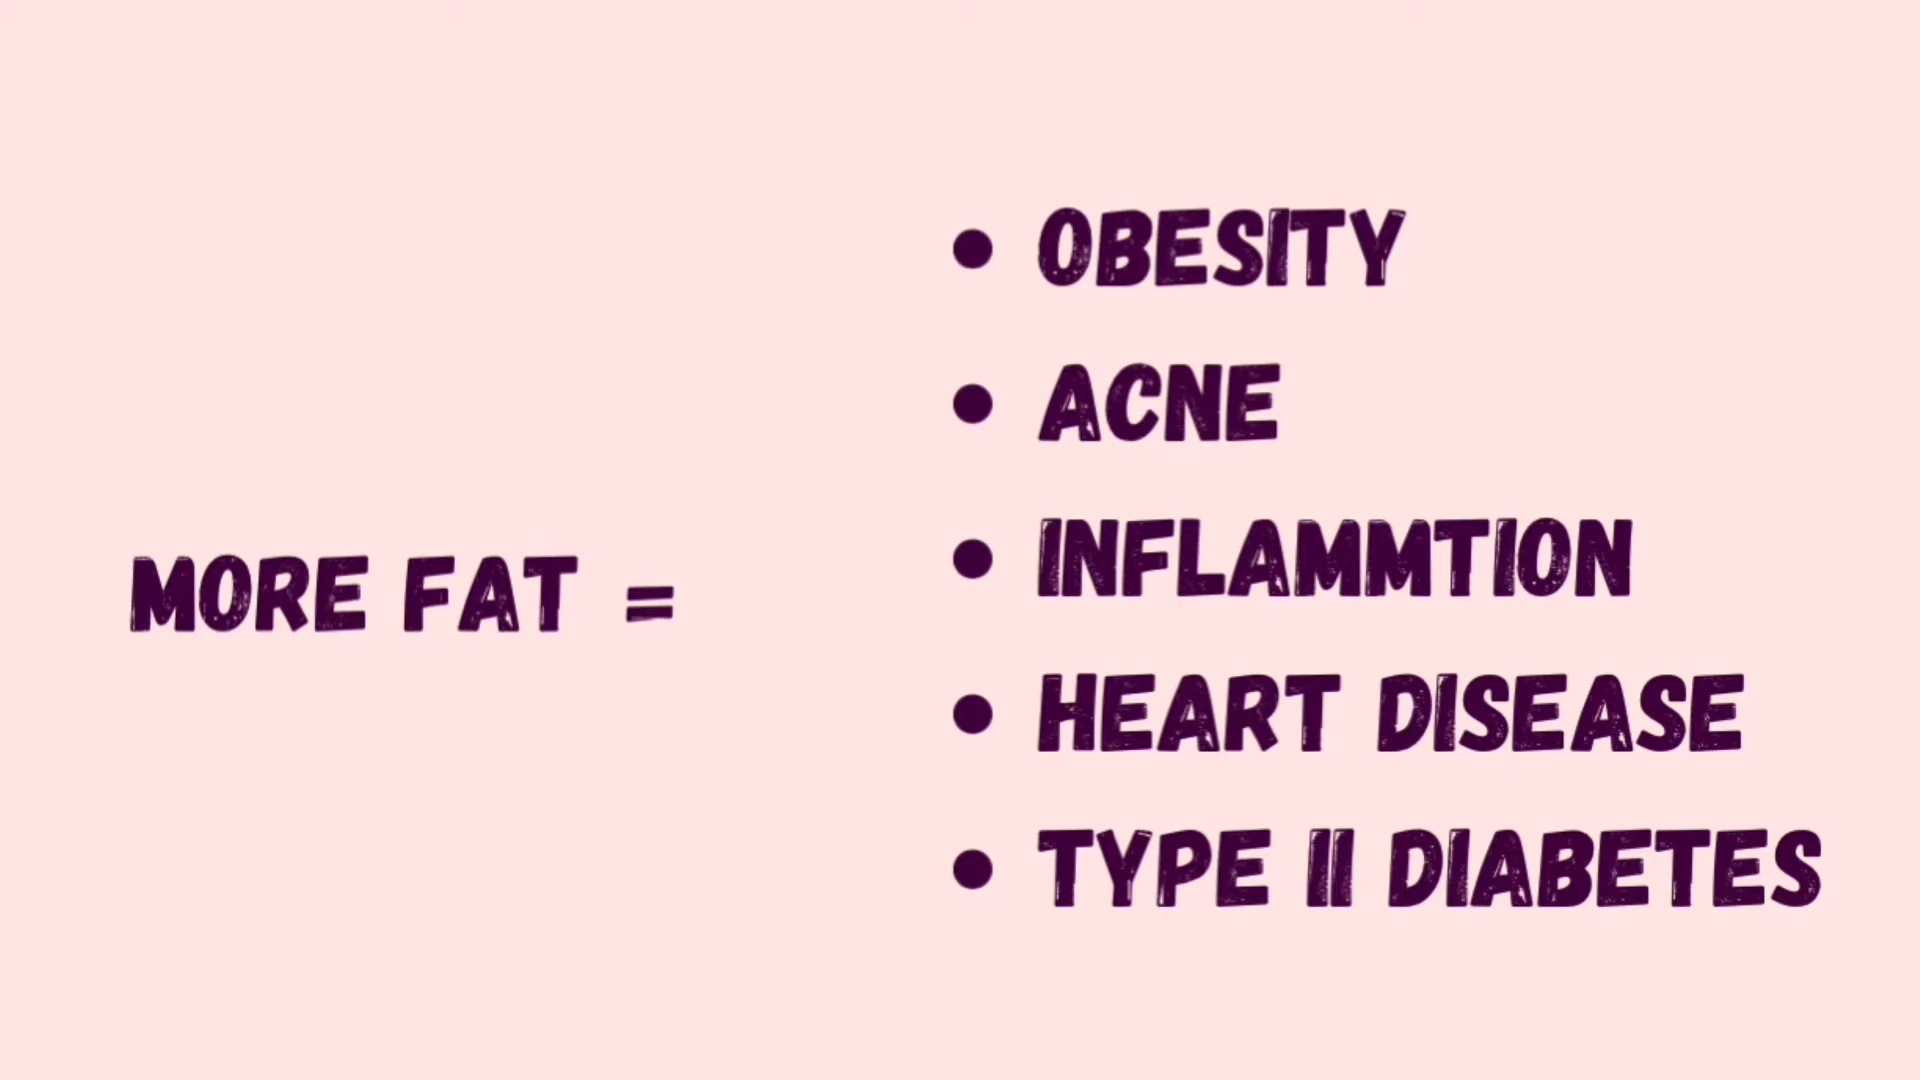 MORE FAT =
• OBESITY
• ACNE
• INFLAMMTION
• HEART DISEASE
• TYPE II DIABETES